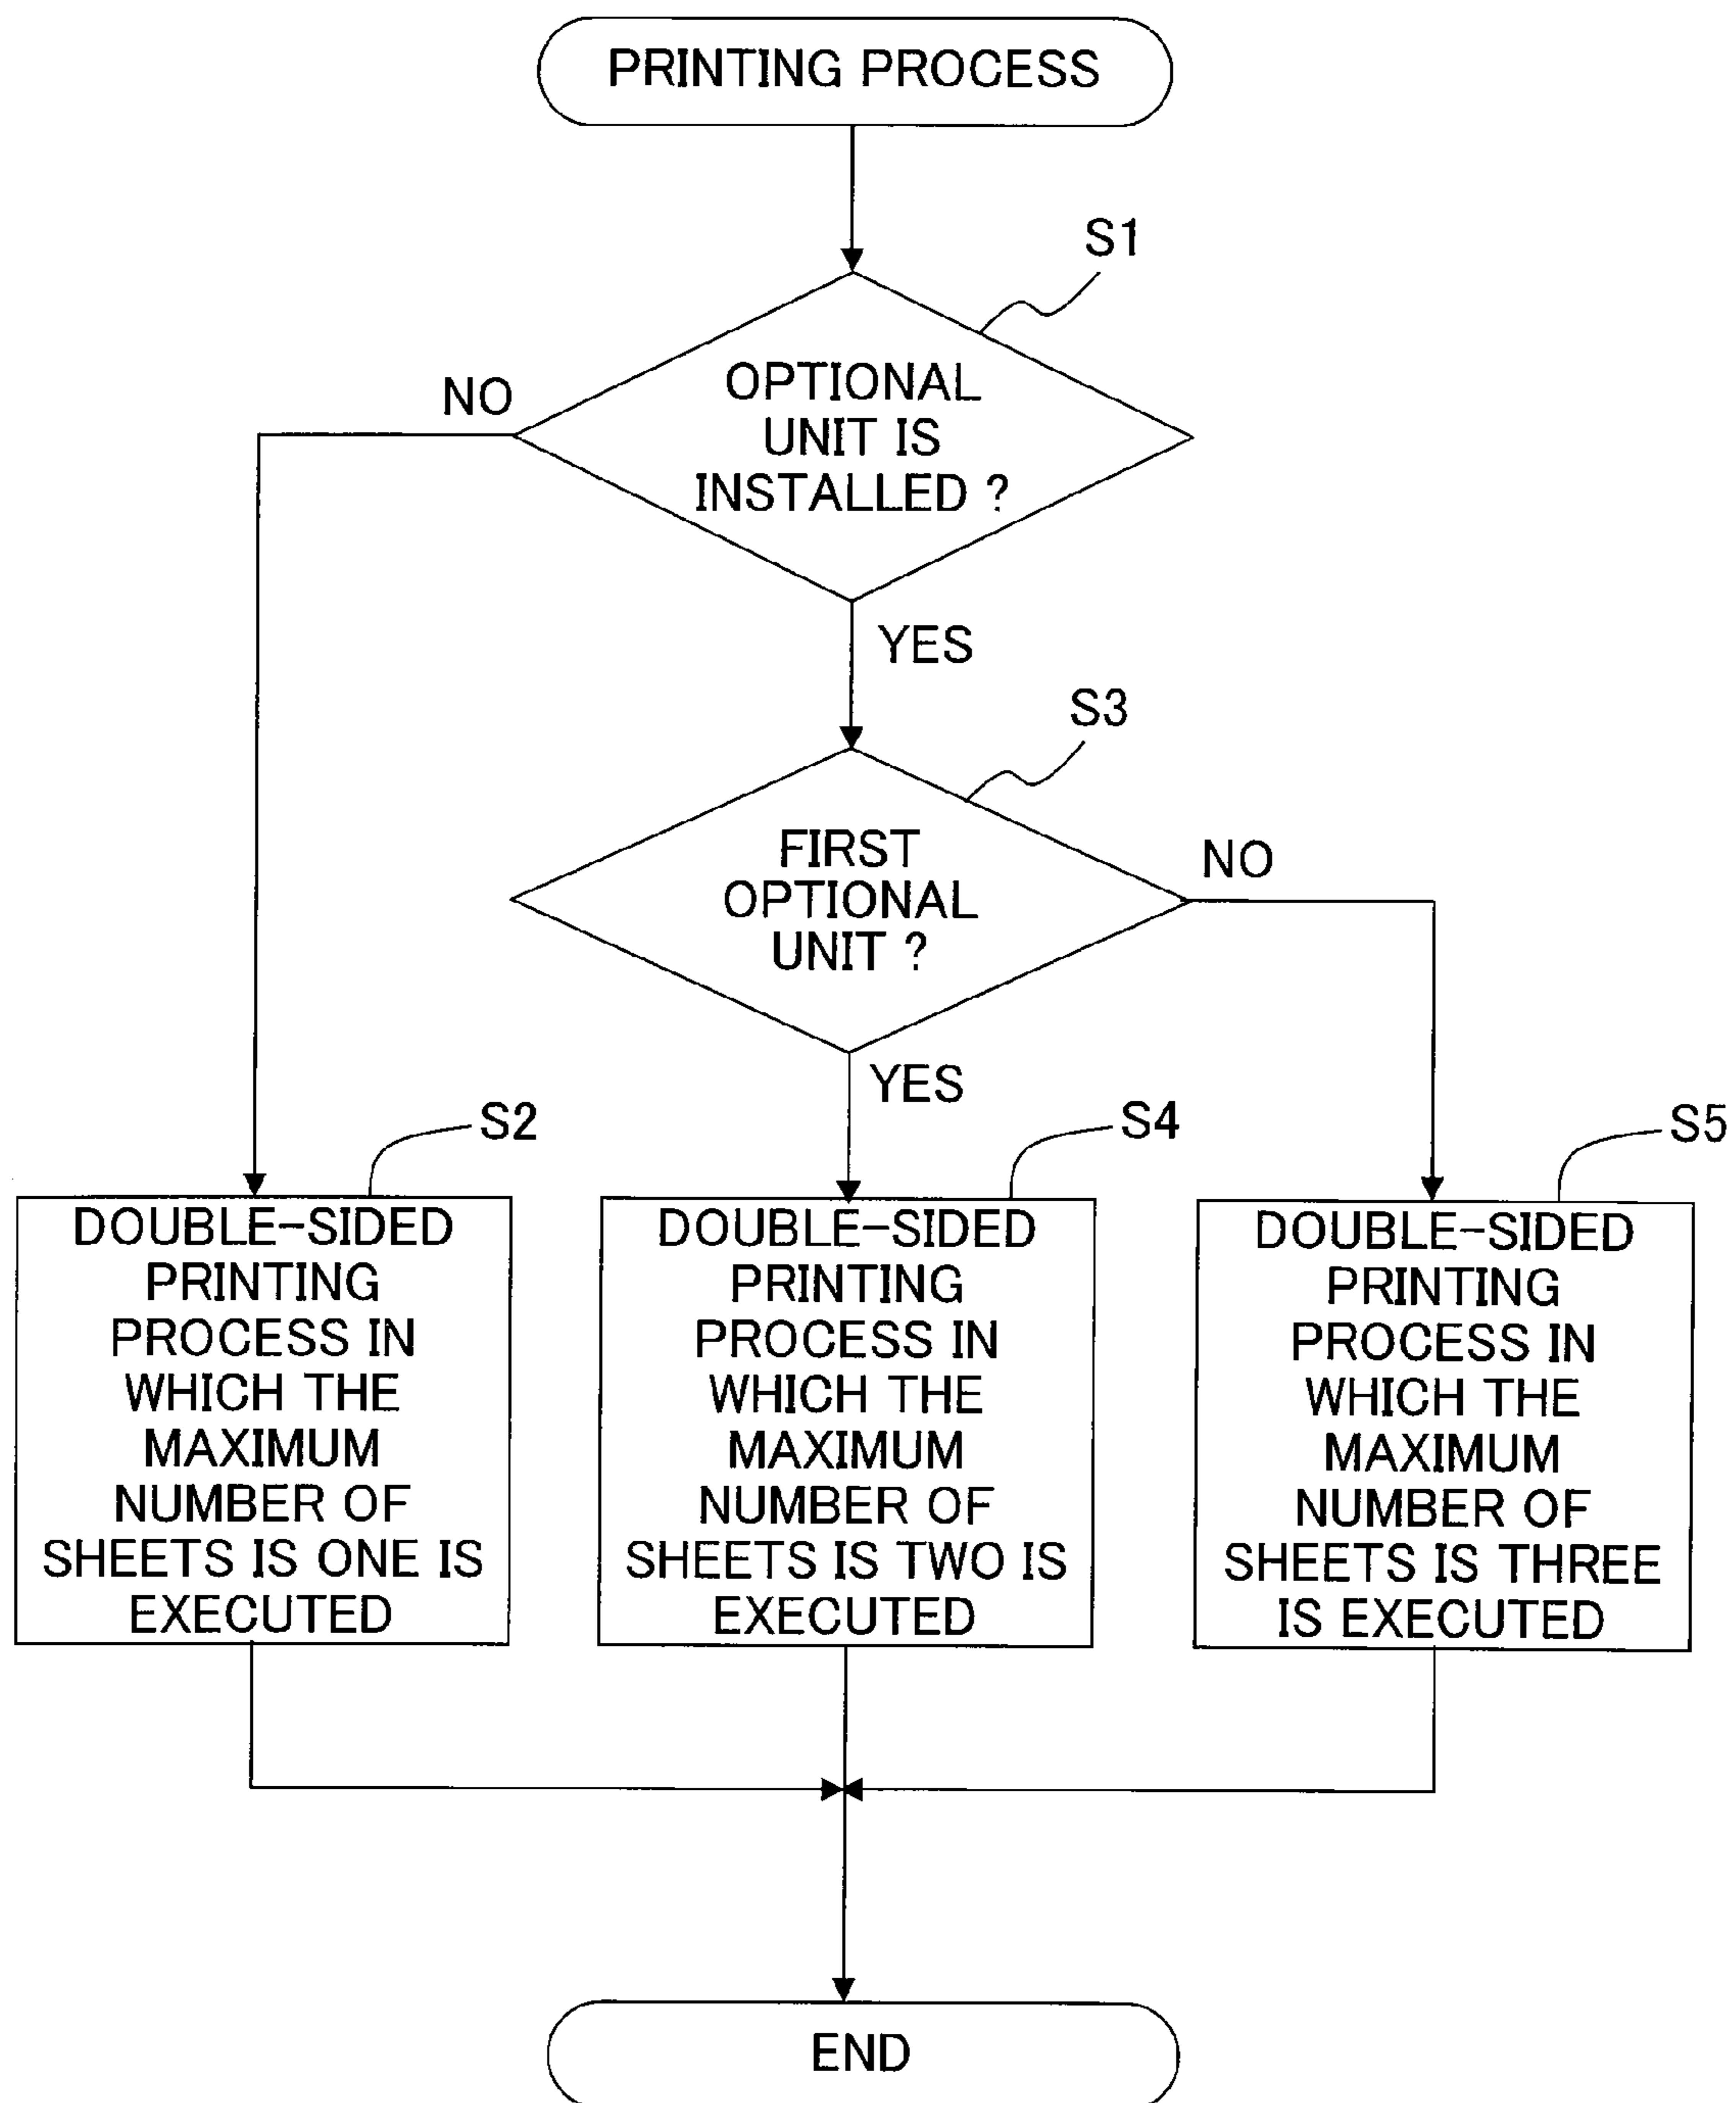 PRINTING PROCESS
S1
OPTIONAL
UNIT IS
INSTALLED ?
NO
YES
S3
FIRST
OPTIONAL
UNIT ?
NO
YES
S2
DOUBLE-SIDED
PRINTING
PROCESS IN
WHICH THE
MAXIMUM
NUMBER OF
SHEETS IS ONE IS
EXECUTED
S4
DOUBLE-SIDED
PRINTING
PROCESS IN
WHICH THE
MAXIMUM
NUMBER OF
SHEETS IS TWO IS
EXECUTED
S5
DOUBLE-SIDED
PRINTING
PROCESS IN
WHICH THE
MAXIMUM
NUMBER OF
SHEETS IS THREE
IS EXECUTED
END